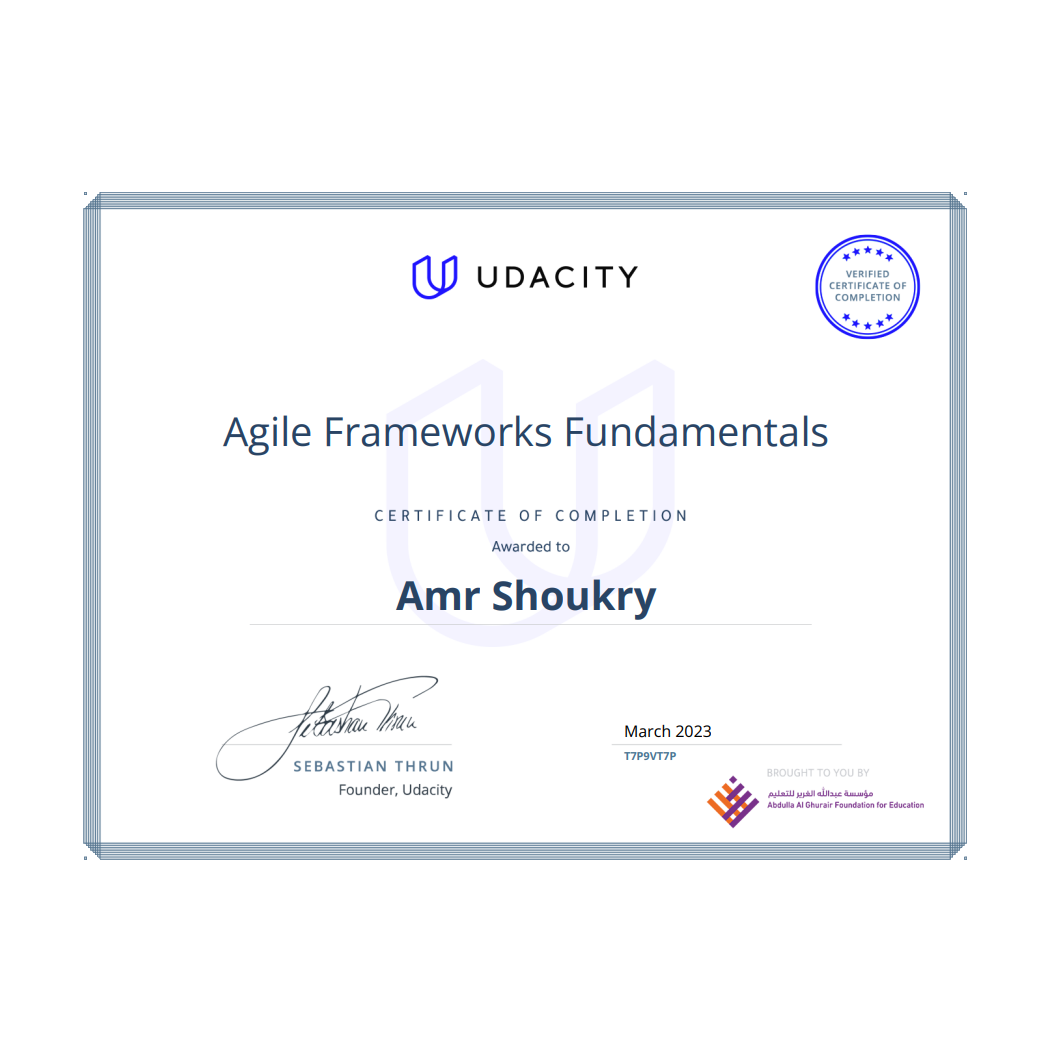 UDACITY
VERIFIED
CERTIFICATE OF
COMPLETION
Agile Frameworks Fundamentals
CERTIFICATE OF COMPLETION
Awarded to
Amr Shoukry
Sebastian Thrun
SEBASTIAN THRUN
Founder, Udacity
March 2023
T7P9VT7P
BROUGHT TO YOU BY
مؤسسة عبدالله الغرير للتعليم
Abdulla Al Ghurair Foundation for Education